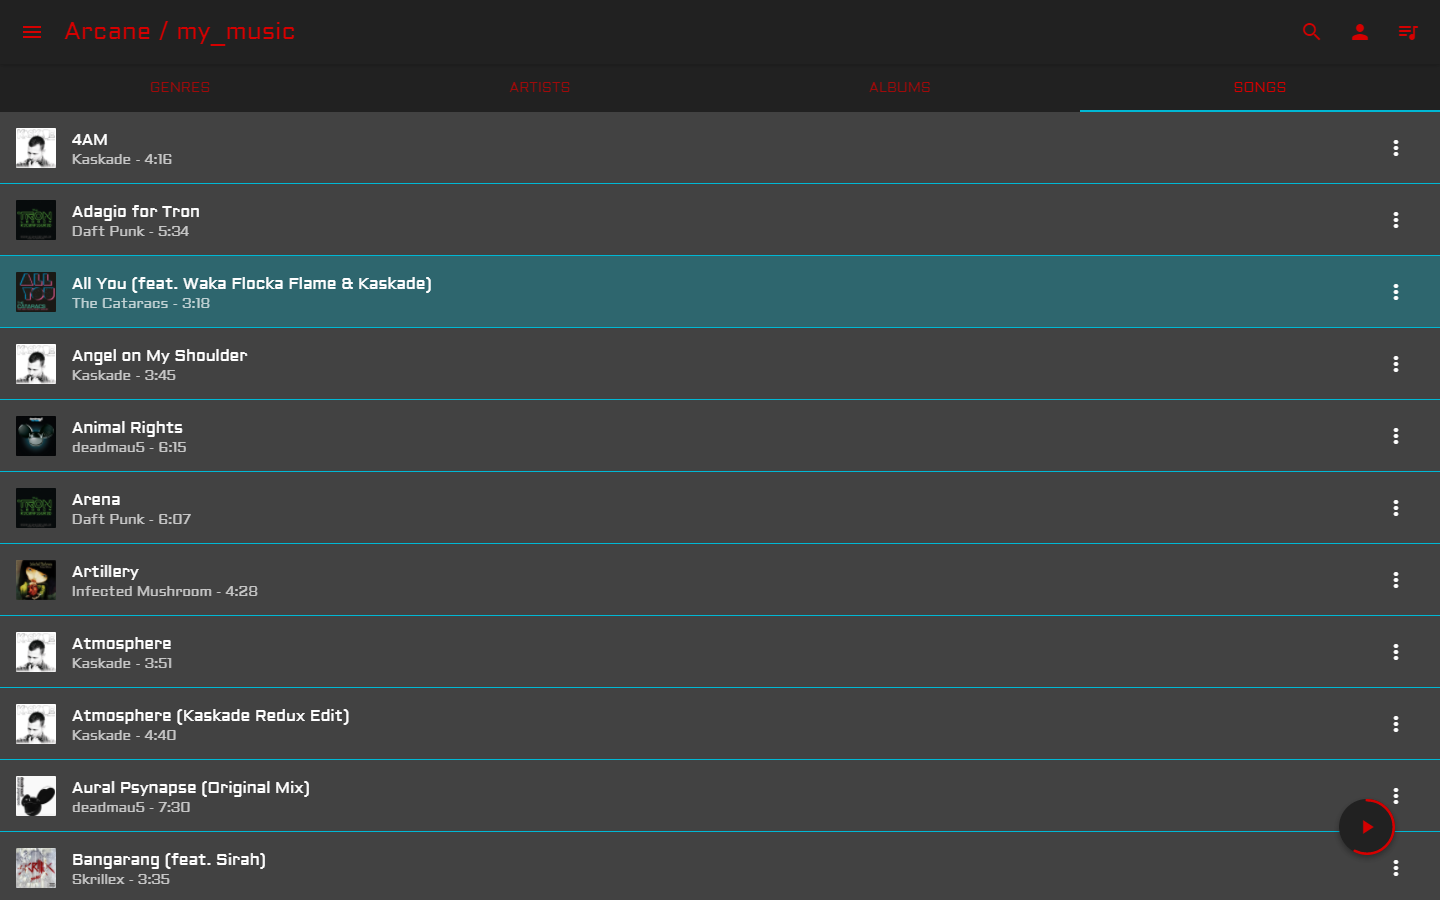 Arcane / my_music
GENRES
ARTISTS
ALBUMS
SONGS
4AM
Kaskade - 4:16
Adagio for Tron
Daft Punk - 5:34
ALL
YOU
CATARACS
All You (feat. Waka Flocka Flame & Kaskade)
The Cataracs - 3:18
Angel on My Shoulder
Kaskade - 3:45
Animal Rights
deadmau5 - 6:15
Arena
Daft Punk - 6:07
Artillery
Infected Mushroom - 4:28
Atmosphere
Kaskade - 3:51
Atmosphere (Kaskade Redux Edit)
Kaskade - 4:40
Aural Psynapse (Original Mix)
deadmau5 - 7:30
Bangarang (feat. Sirah)
Skrillex - 3:35